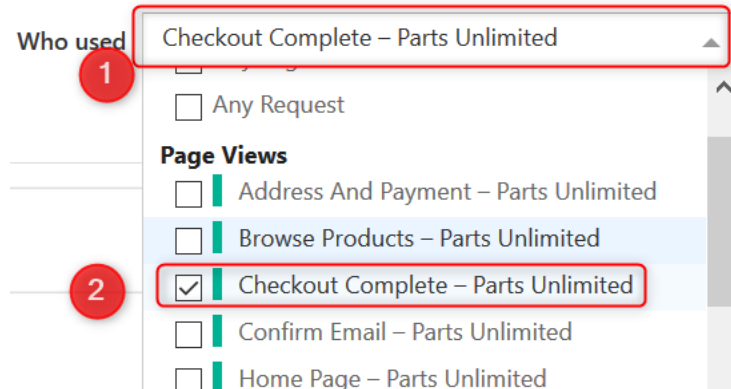 Who used
Checkout Complete – Parts Unlimited
1
Any Request
Page Views
Address And Payment – Parts Unlimited
Browse Products – Parts Unlimited
2
Checkout Complete – Parts Unlimited
Confirm Email – Parts Unlimited
Home Page – Parts Unlimited